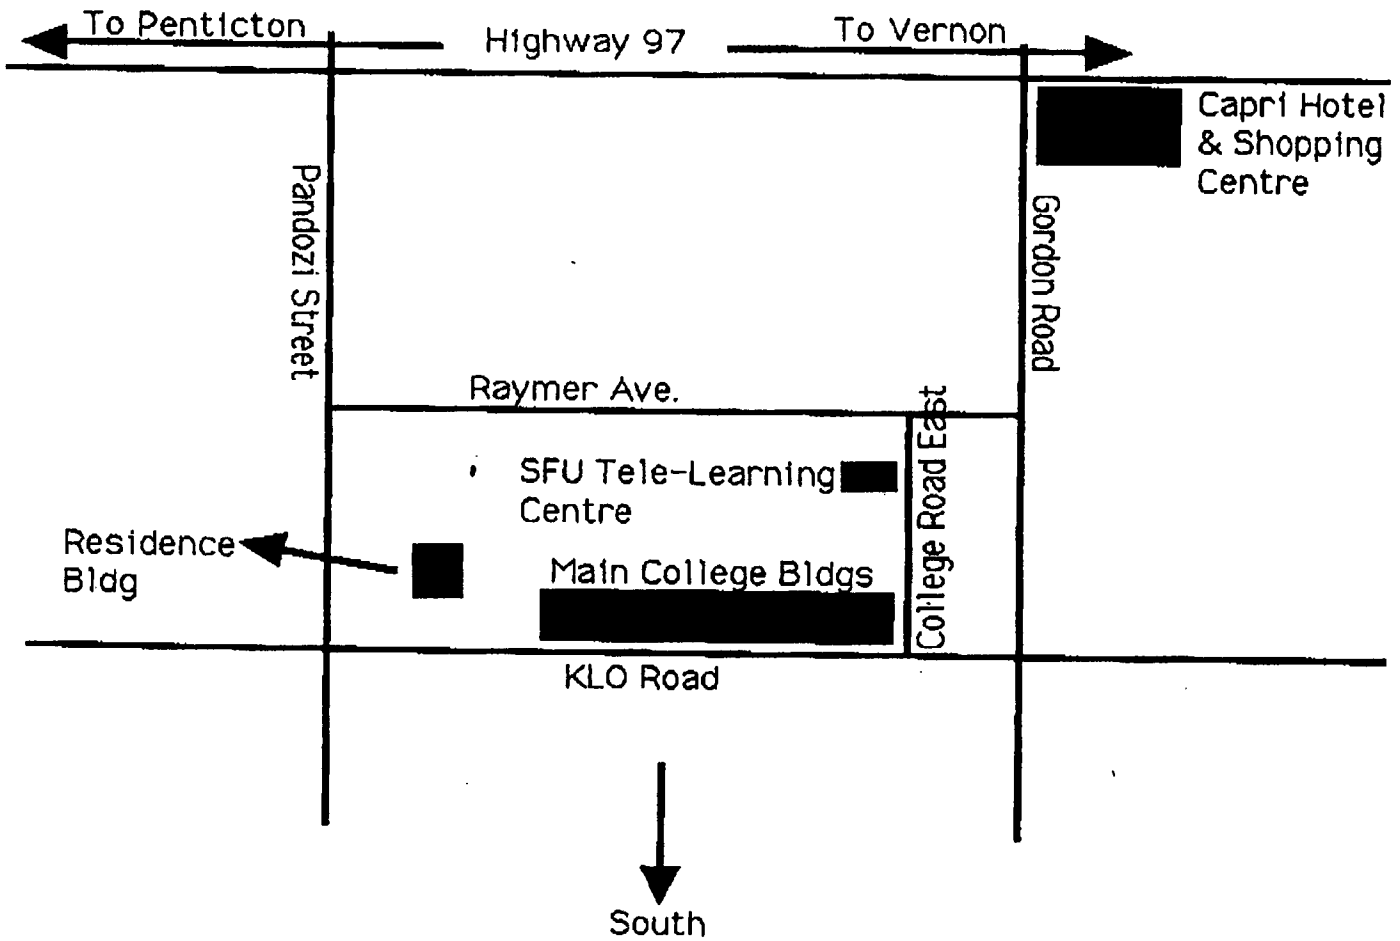 To Penticton
Highway 97
To Vernon
Capri Hotel
& Shopping
Centre
Pandozi Street
Gordon Road
Raymer Ave.
College Road East
SFU Tele-Learning
Centre
Residence
Bldg
Main College Bldgs
KLO Road
South